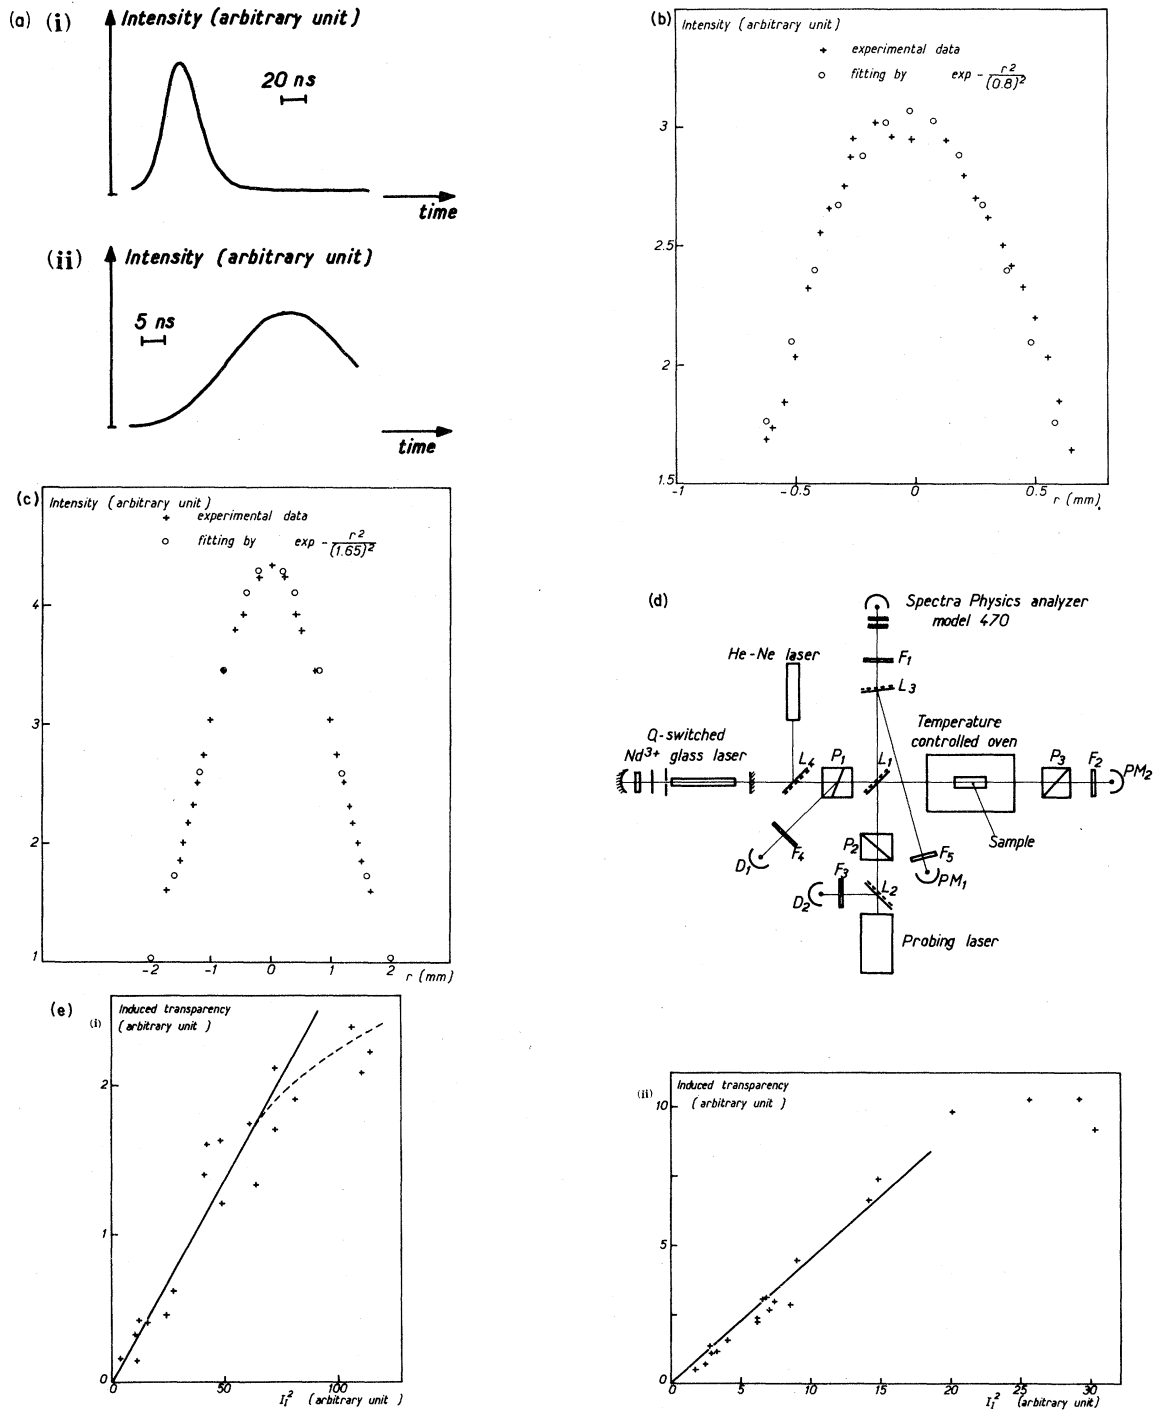 (a) (i) Intensity (arbitrary unit)
20 ns
time
(ii) Intensity (arbitrary unit)
5 ns
time
(b) Intensity (arbitrary unit)
+ experimental data
o fitting by exp - r2
(0.8)2
3
2.5
2
1.5
-1 -0.5 0 0.5
r (mm)
(c) Intensity (arbitrary unit)
+ experimental data
o fitting by exp - r2
(1.65)2
4
3
2
1
-2 -1 0 1 2 r (mm)
(d)
Spectra Physics analyzer
model 470
He-Ne laser
F1
L3
Q-switched
Nd3+ glass laser
L4 P1 L1
Temperature
controlled oven
P3 F2
PM2
Sample
F4
D1
P2
F5
PM1
F3
L2
D2
Probing laser
(e) (i) Induced transparency
(arbitrary unit)
2
1
0
0 50 100
I1^2 (arbitrary unit)
(ii) Induced transparency
(arbitrary unit)
10
5
0
0 5 10 15 20 25 30
I1^2 (arbitrary unit)